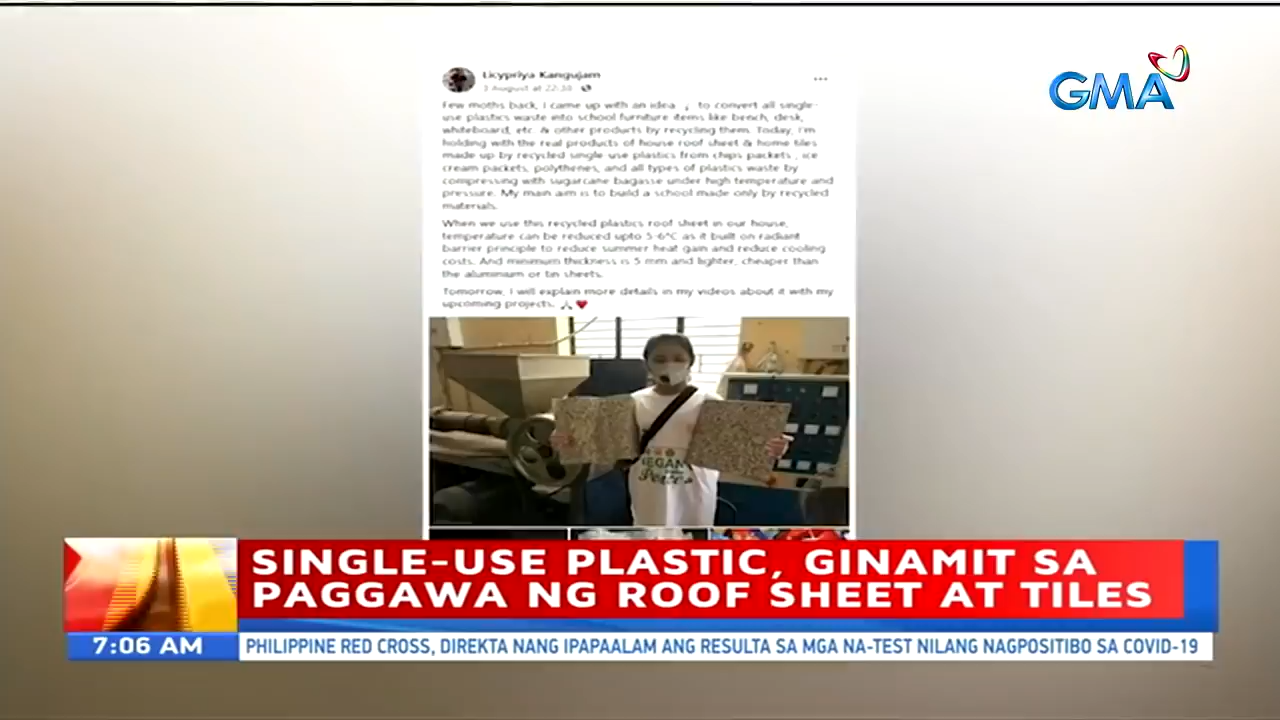 GMA
Licypriya Kangujam
3 August at 22:30
Few moths back, I came up with an idea to convert all single-
use plastics waste into school furniture items like bench, desk,
whiteboard, etc. & other products by recycling them. Today, I'm
holding with the real products of house roof sheet & home tiles
made up by recycled single use plastics from chips packets, ice
cream packets, polythenes, and all types of plastics waste by
compressing with sugarcane bagasse under high temperature and
pressure. My main aim is to build a school made only by recycled
materials.
When we use this recycled plastics roof sheet in our house,
temperature can be reduced upto 5-6°C as it built on radiant
barrier principle to reduce summer heat gain and reduce cooling
costs. And minimum thickness is 5 mm and lighter, cheaper than
the aluminium or tin sheets.
Tomorrow, I will explain more details in my videos about it with my
upcoming projects. 🙏❤
SINGLE-USE PLASTIC, GINAMIT SA
PAGGAWA NG ROOF SHEET AT TILES
7:06 AM
PHILIPPINE RED CROSS, DIREKTA NANG IPAPAALAM ANG RESULTA SA MGA NA-TEST NILANG NAGPOSITIBO SA COVID-19